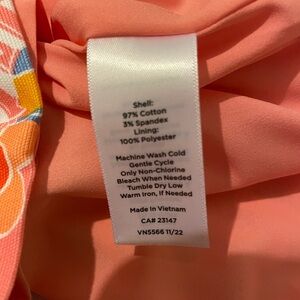 Shell:
97% Cotton
3% Spandex
Lining:
100% Polyester
Machine Wash Cold
Gentle Cycle
Only Non-Chlorine
Bleach When Needed
Tumble Dry Low
Warm Iron, If Needed
Made in Vietnam
CA# 23147
VN5566 11/22